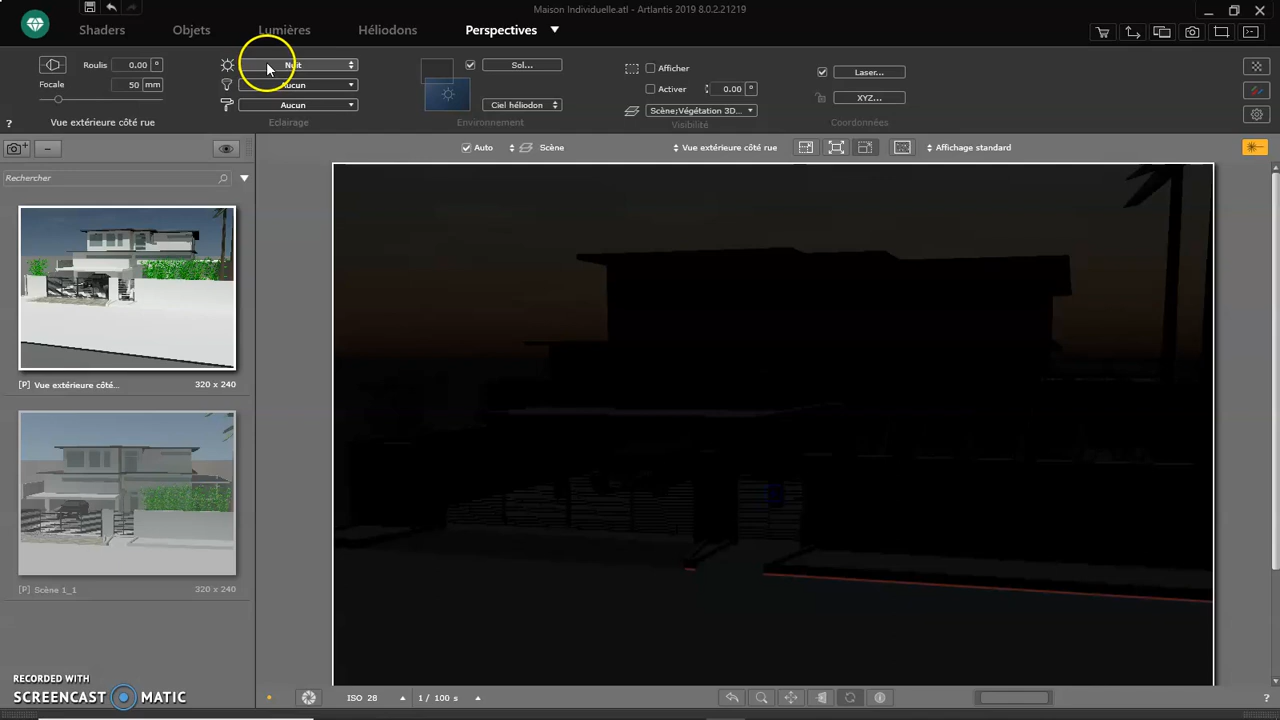 Maison Individuelle.atl - Artlantis 2019 8.0.2.21219
Shaders Objets Lumières Héliodons Perspectives
Roulis 0.00 °
Focale 50 mm
Vue extérieure côté rue
Nuit
Aucun
Aucun
Eclairage
Sol...
Ciel héliodon
Environnement
Afficher
Activer 0.00 °
Scène;Végétation 3D...
Visibilité
Laser...
XYZ...
Coordonnées
?
Auto Scène Vue extérieure côté rue Affichage standard
Rechercher
[P] Vue extérieure côté... 320 x 240
[P] Scène 1_1 320 x 240
RECORDED WITH
SCREENCAST MATIC
ISO 28 1 / 100 s ?